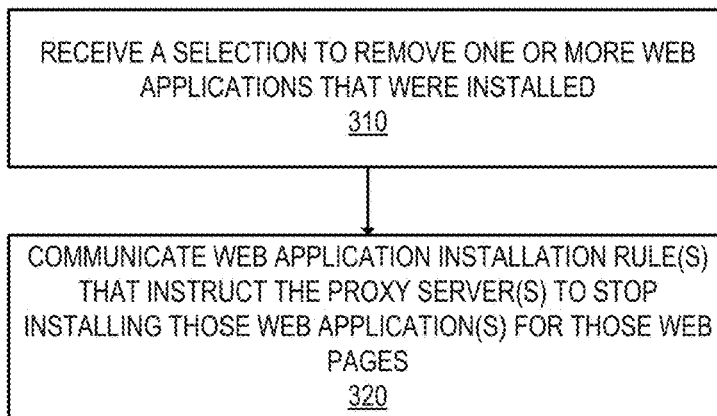 RECEIVE A SELECTION TO REMOVE ONE OR MORE WEB
APPLICATIONS THAT WERE INSTALLED
310
COMMUNICATE WEB APPLICATION INSTALLATION RULE(S)
THAT INSTRUCT THE PROXY SERVER(S) TO STOP
INSTALLING THOSE WEB APPLICATION(S) FOR THOSE WEB
PAGES
320